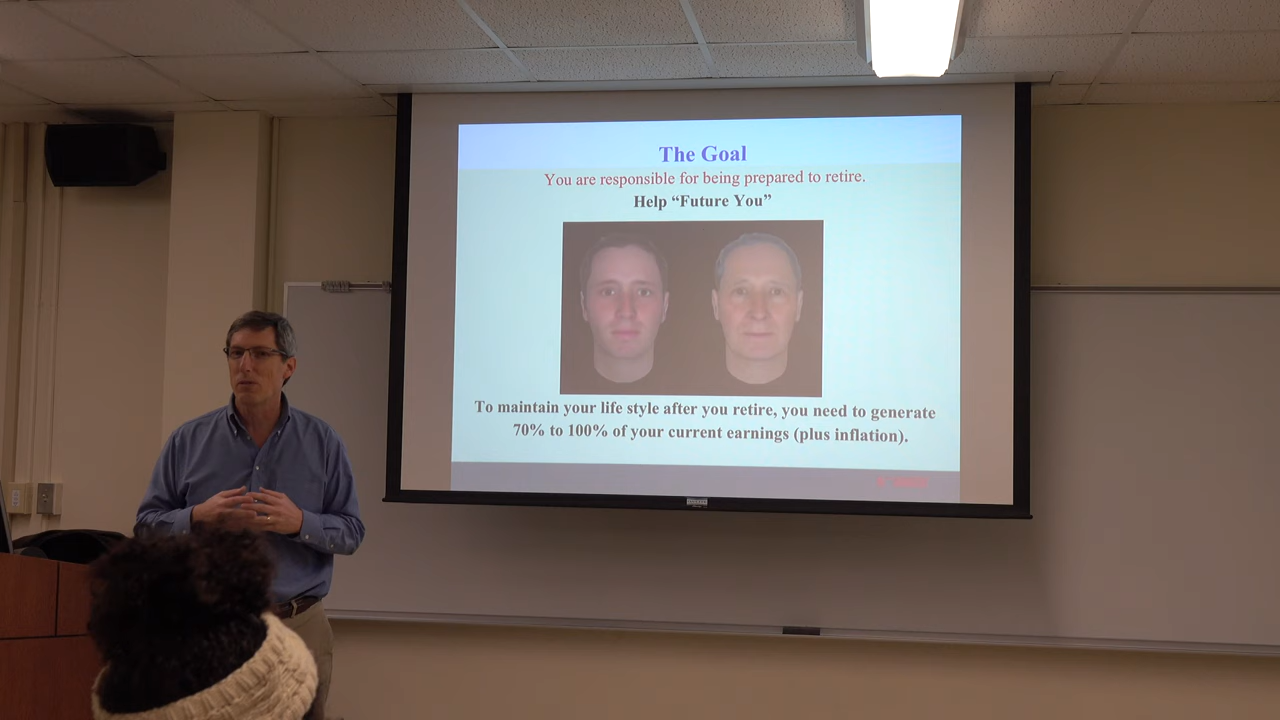 The Goal
You are responsible for being prepared to retire.
Help “Future You”
To maintain your life style after you retire, you need to generate
70% to 100% of your current earnings (plus inflation).